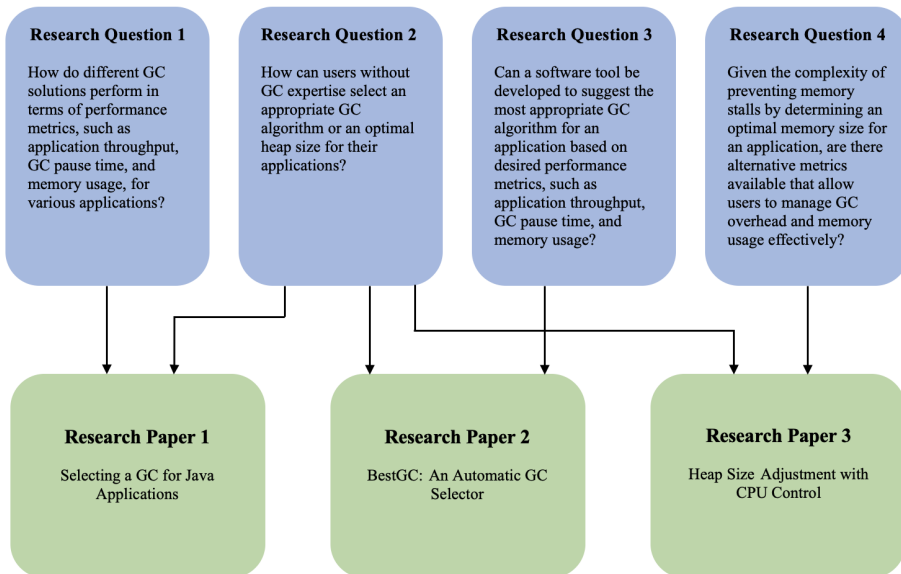 Research Question 1
How do different GC
solutions perform in
terms of performance
metrics, such as
application throughput,
GC pause time, and
memory usage, for
various applications?
Research Question 2
How can users without
GC expertise select an
appropriate GC
algorithm or an optimal
heap size for their
applications?
Research Question 3
Can a software tool be
developed to suggest the
most appropriate GC
algorithm for an
application based on
desired performance
metrics, such as
application throughput,
GC pause time, and
memory usage?
Research Question 4
Given the complexity of
preventing memory
stalls by determining an
optimal memory size for
an application, are there
alternative metrics
available that allow
users to manage GC
overhead and memory
usage effectively?
Research Paper 1
Selecting a GC for Java
Applications
Research Paper 2
BestGC: An Automatic GC
Selector
Research Paper 3
Heap Size Adjustment with
CPU Control